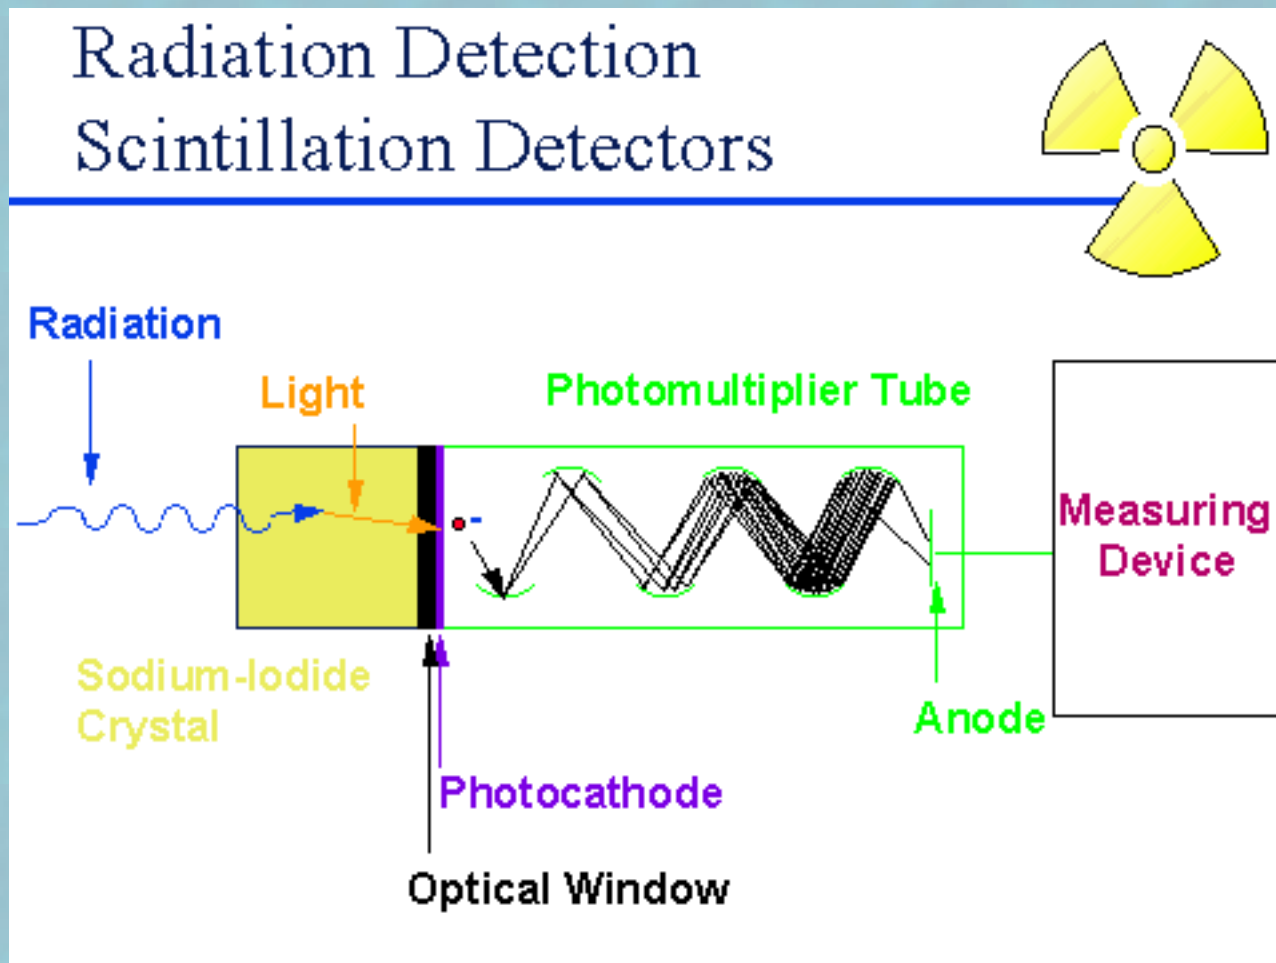 Radiation Detection
Scintillation Detectors
Radiation
Light
Photomultiplier Tube
Measuring
Device
Sodium-Iodide
Crystal
Anode
Photocathode
Optical Window